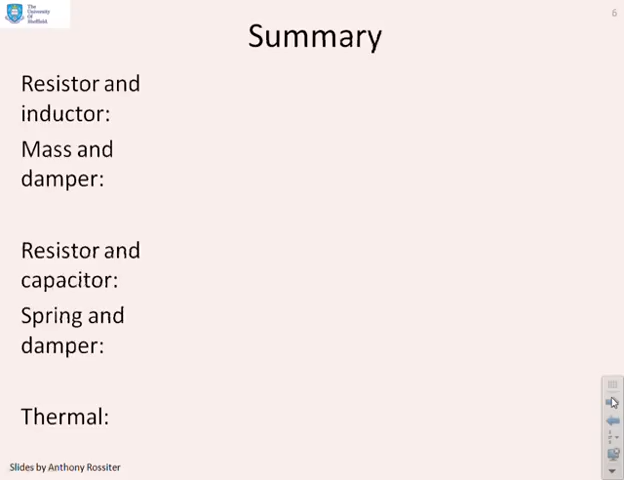 The
University
Of
Sheffield.
6
Summary
Resistor and
inductor:
Mass and
damper:
Resistor and
capacitor:
Spring and
damper:
Thermal:
Slides by Anthony Rossiter